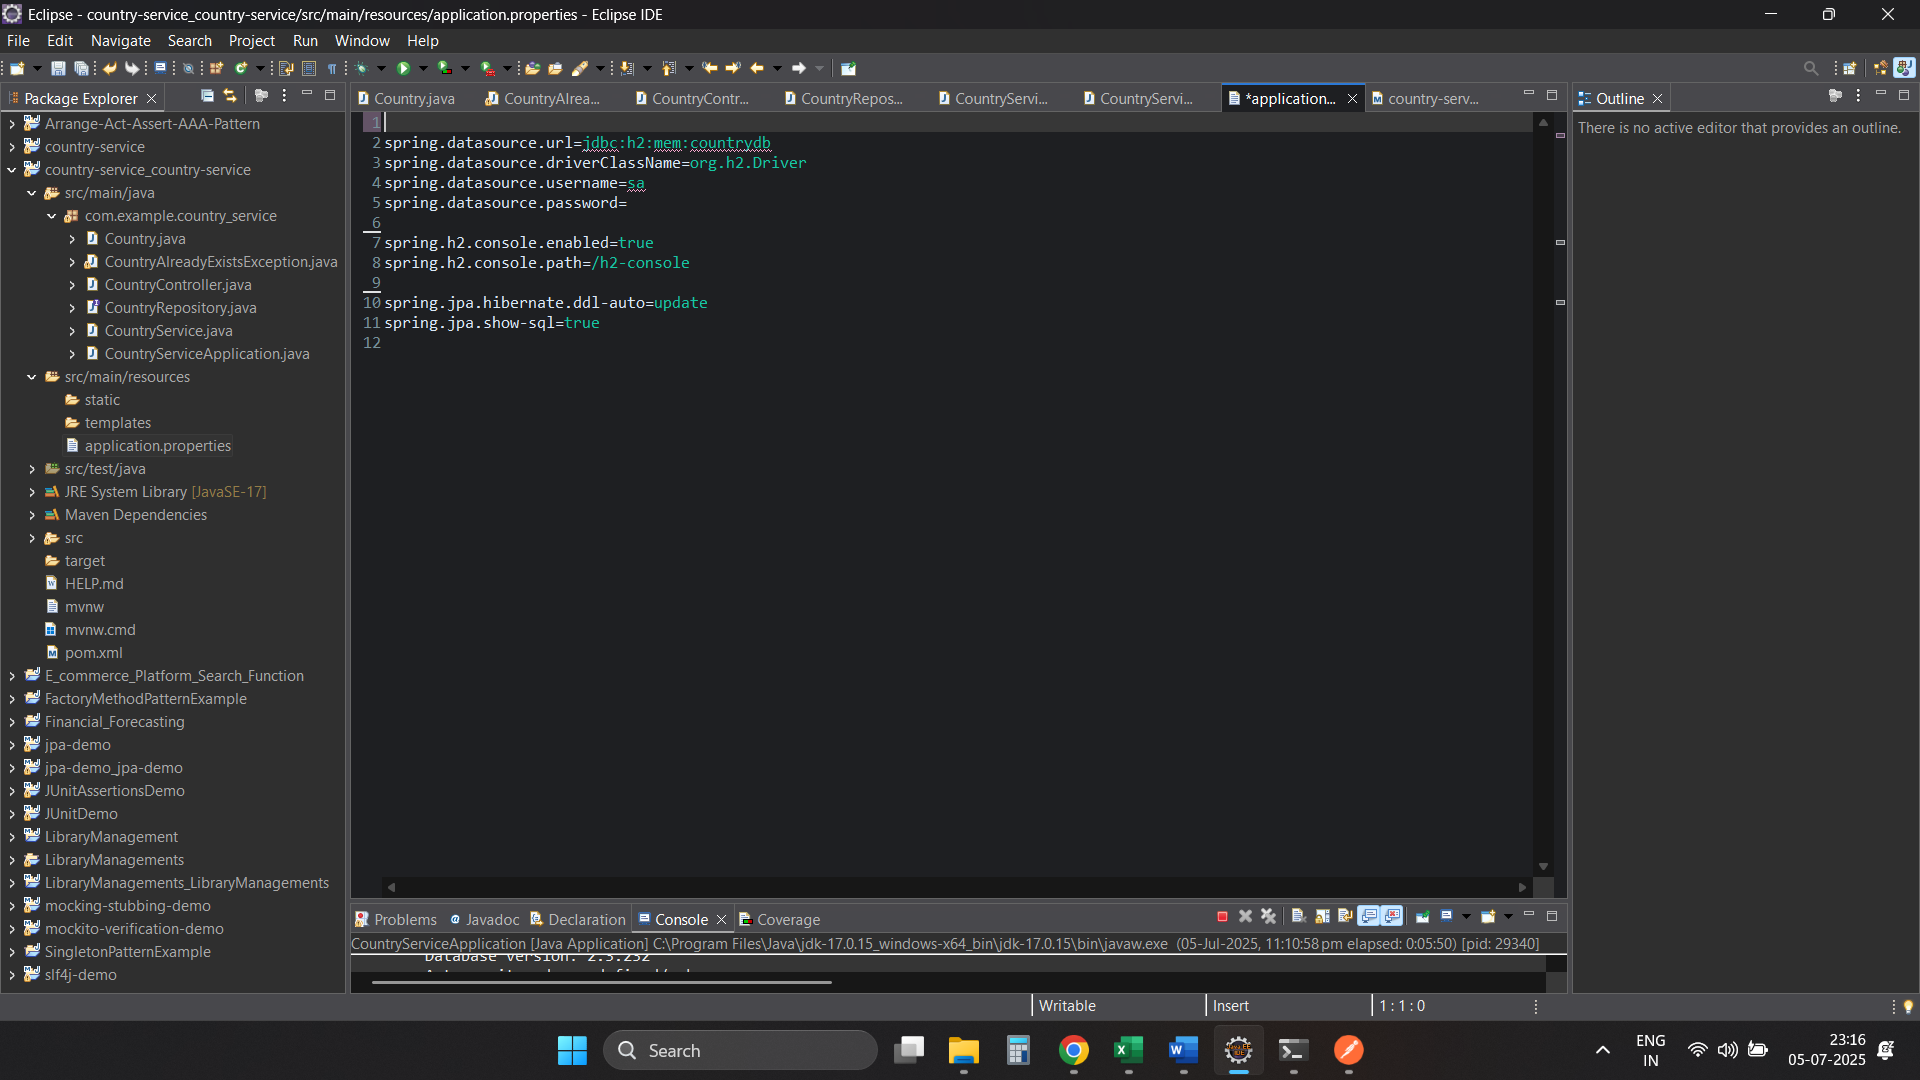 Eclipse - country-service_country-service/src/main/resources/application.properties - Eclipse IDE
File Edit Navigate Search Project Run Window Help
Package Explorer
Country.java
CountryAlrea...
CountryContr...
CountryRepos...
CountryServi...
CountryServi...
*application...
country-serv...
Outline
There is no active editor that provides an outline.
Arrange-Act-Assert-AAA-Pattern
country-service
country-service_country-service
src/main/java
com.example.country_service
Country.java
CountryAlreadyExistsException.java
CountryController.java
CountryRepository.java
CountryService.java
CountryServiceApplication.java
src/main/resources
static
templates
application.properties
src/test/java
JRE System Library [JavaSE-17]
Maven Dependencies
src
target
HELP.md
mvnw
mvnw.cmd
pom.xml
E_commerce_Platform_Search_Function
FactoryMethodPatternExample
Financial_Forecasting
jpa-demo
jpa-demo_jpa-demo
JUnitAssertionsDemo
JUnitDemo
LibraryManagement
LibraryManagements
LibraryManagements_LibraryManagements
mocking-stubbing-demo
mockito-verification-demo
SingletonPatternExample
slf4j-demo
1
2 spring.datasource.url=jdbc:h2:mem:countrydb
3 spring.datasource.driverClassName=org.h2.Driver
4 spring.datasource.username=sa
5 spring.datasource.password=
6
7 spring.h2.console.enabled=true
8 spring.h2.console.path=/h2-console
9
10 spring.jpa.hibernate.ddl-auto=update
11 spring.jpa.show-sql=true
12
Problems Javadoc Declaration Console Coverage
CountryServiceApplication [Java Application] C:\Program Files\Java\jdk-17.0.15_windows-x64_bin\jdk-17.0.15\bin\javaw.exe (05-Jul-2025, 11:10:58 pm elapsed: 0:05:50) [pid: 29340]
Database version: 2.3.232
Writable
Insert
1 : 1 : 0
Search
ENG
IN
23:16
05-07-2025